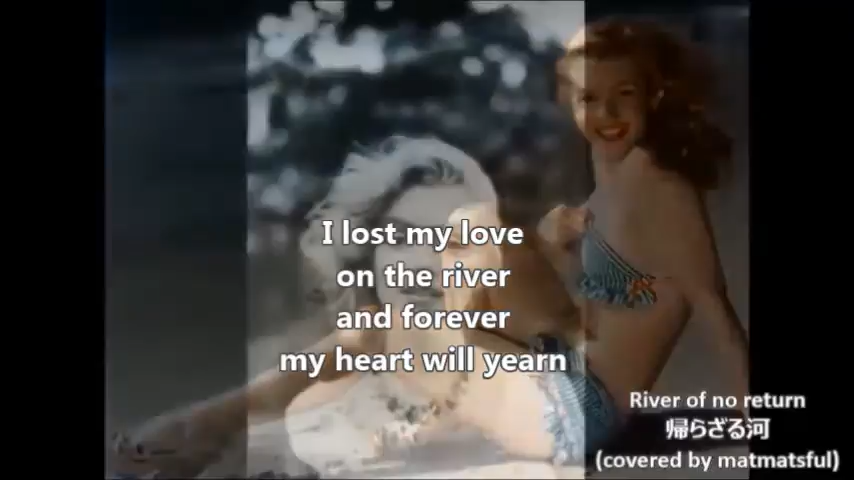 I lost my love
on the river
and forever
my heart will yearn
River of no return
帰らざる河
(covered by matmatsful)